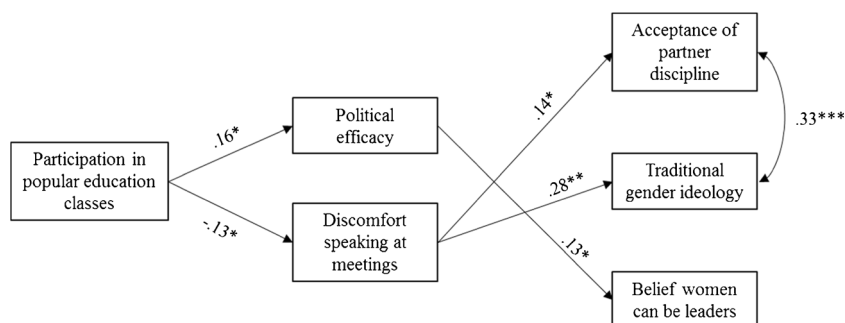 Participation in
popular education
classes
.16*
-.13*
Political
efficacy
Discomfort
speaking at
meetings
.14*
.28**
.13*
Acceptance of
partner
discipline
.33***
Traditional
gender ideology
Belief women
can be leaders